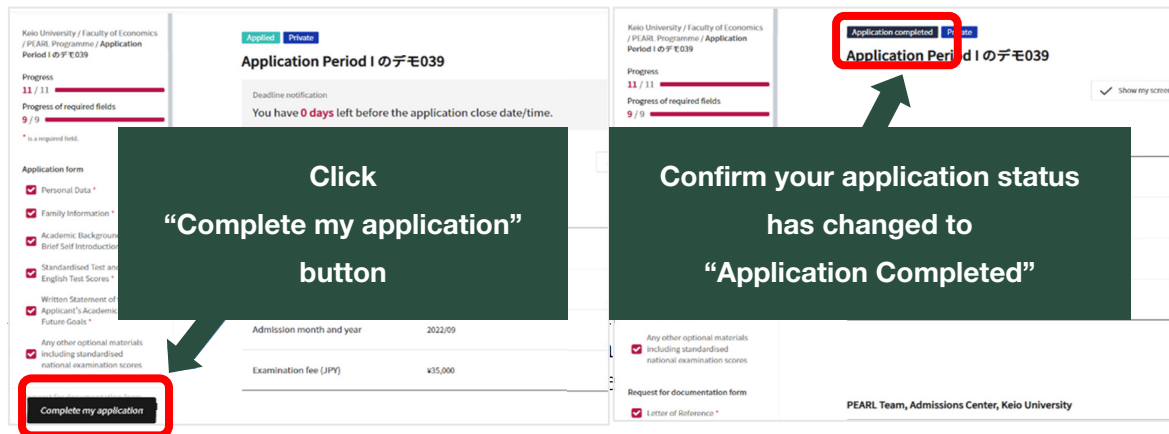 Keio University / Faculty of Economics
/ PEARL Programme / Application
Period I のデモ039
Progress
11 / 11
Progress of required fields
9 / 9
* is a required field.
Application form
Personal Data *
Family Information *
Academic Backgroun
Brief Self Introduction
Standardised Test and
English Test Scores *
Written Statement of
Applicant's Academic
Future Goals *
Any other optional materials
including standardised
national examination scores
Complete my application
Applied Private
Application Period I のデモ039
Deadline notification
You have 0 days left before the application close date/time.
Click
“Complete my application”
button
Admission month and year 2022/09
Examination fee (JPY) ¥35,000
Keio University / Faculty of Economics
/ PEARL Programme / Application
Period I のデモ039
Progress
11 / 11
Progress of required fields
9 / 9
Application completed Private
Application Period I のデモ039
Show my screen
Confirm your application status
has changed to
“Application Completed”
Any other optional materials
including standardised
national examination scores
Request for documentation form
Letter of Reference *
PEARL Team, Admissions Center, Keio University